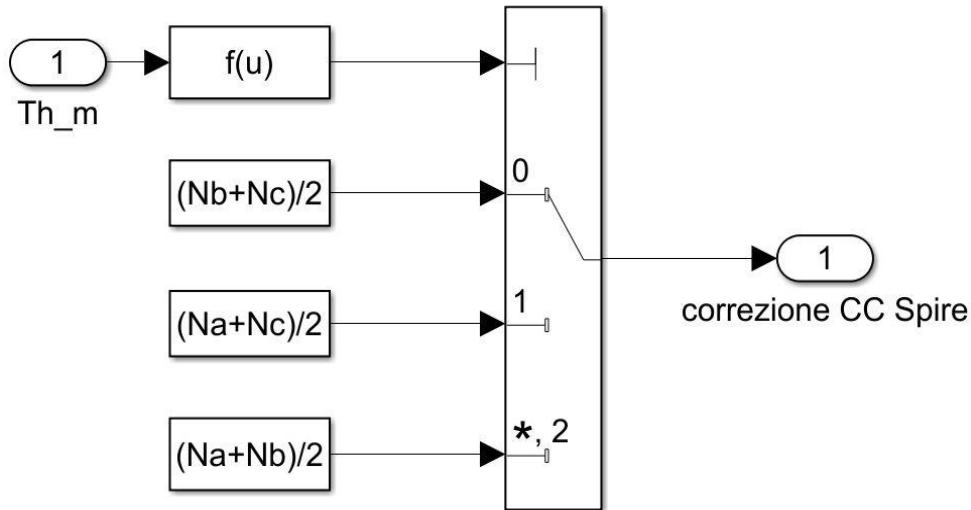 1
Th_m
f(u)
(Nb+Nc)/2
(Na+Nc)/2
(Na+Nb)/2
0
1
*, 2
1
correzione CC Spire